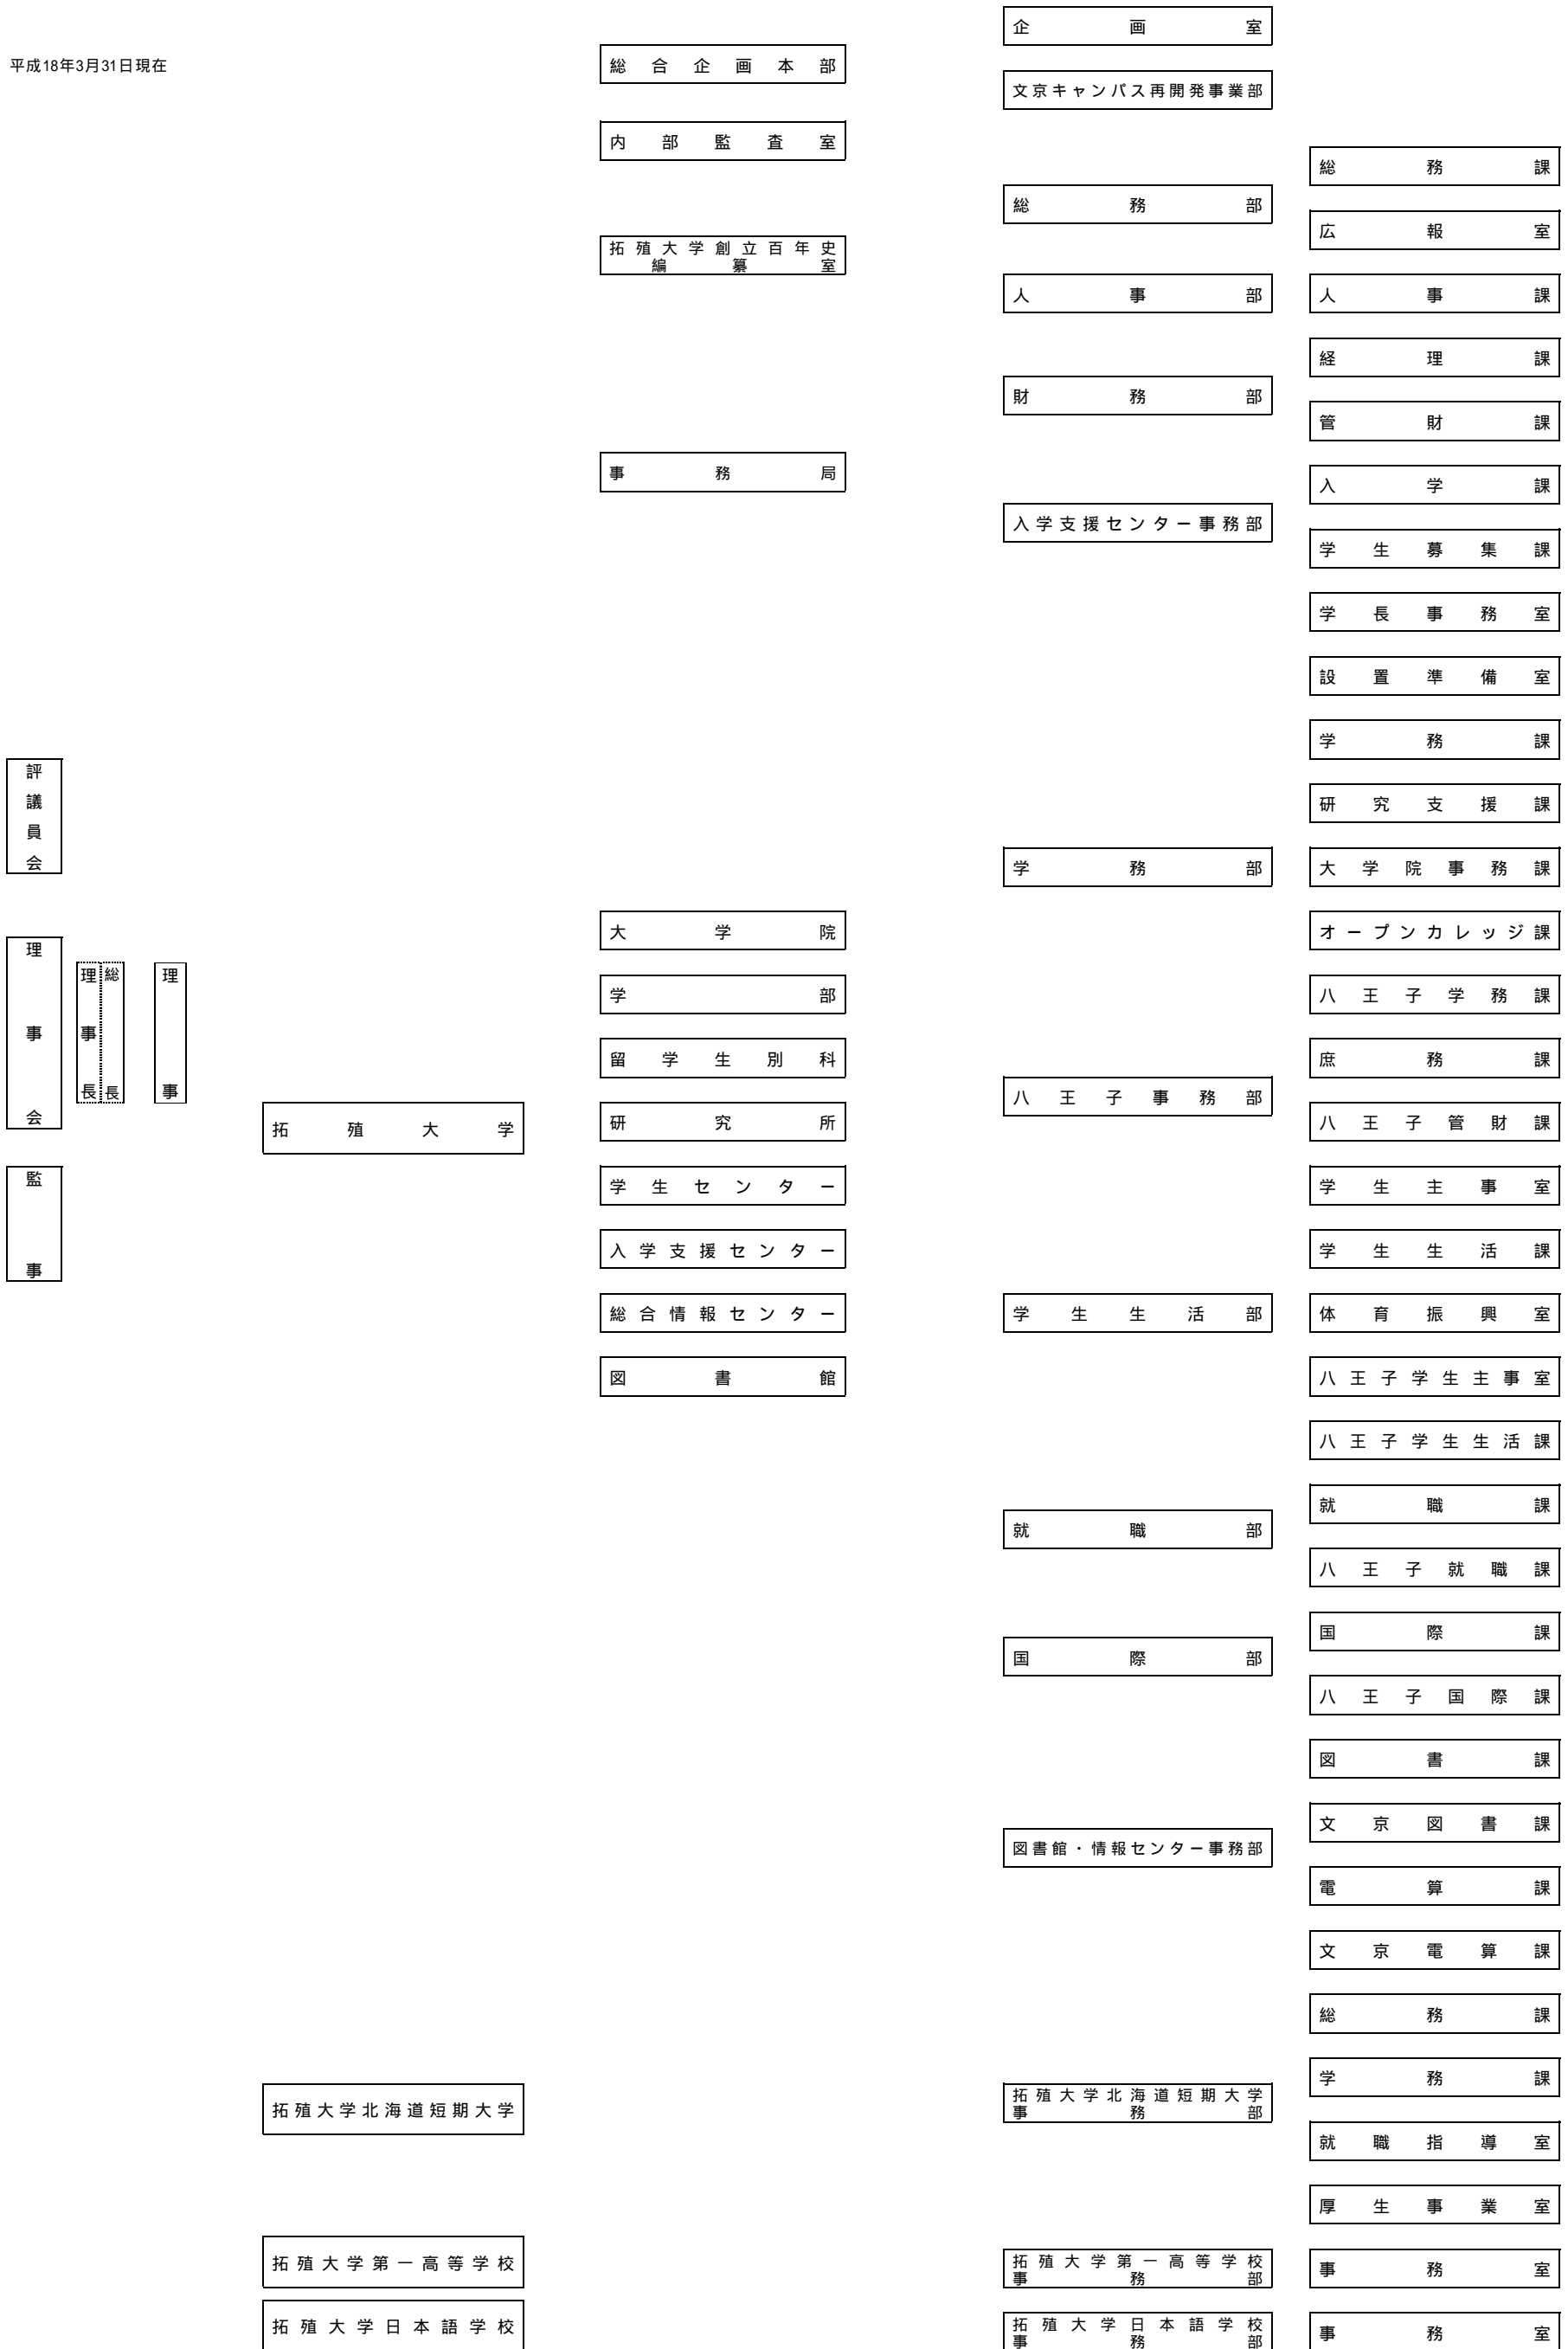 平成18年3月31日現在
評議員会
理事会
監事
理事長
総長
理事
拓殖大学
拓殖大学北海道短期大学
拓殖大学第一高等学校
拓殖大学日本語学校
総合企画本部
内部監査室
拓殖大学創立百年史
編纂室
事務局
大学院
学部
留学生別科
研究所
学生センター
入学支援センター
総合情報センター
図書館
企画室
文京キャンパス再開発事業部
総務部
人事部
財務部
入学支援センター事務部
学務部
八王子事務部
学生生活部
就職部
国際部
図書館・情報センター事務部
拓殖大学北海道短期大学
事務部
拓殖大学第一高等学校
事務部
拓殖大学日本語学校
事務部
総務課
広報室
人事課
経理課
管財課
入学課
学生募集課
学長事務室
設置準備室
学務課
研究支援課
大学院事務課
オープンカレッジ課
八王子学務課
庶務課
八王子管財課
学生主事室
学生生活課
体育振興室
八王子学生主事室
八王子学生生活課
就職課
八王子就職課
国際課
八王子国際課
図書課
文京図書課
電算課
文京電算課
総務課
学務課
就職指導室
厚生事業室
事務室
事務室